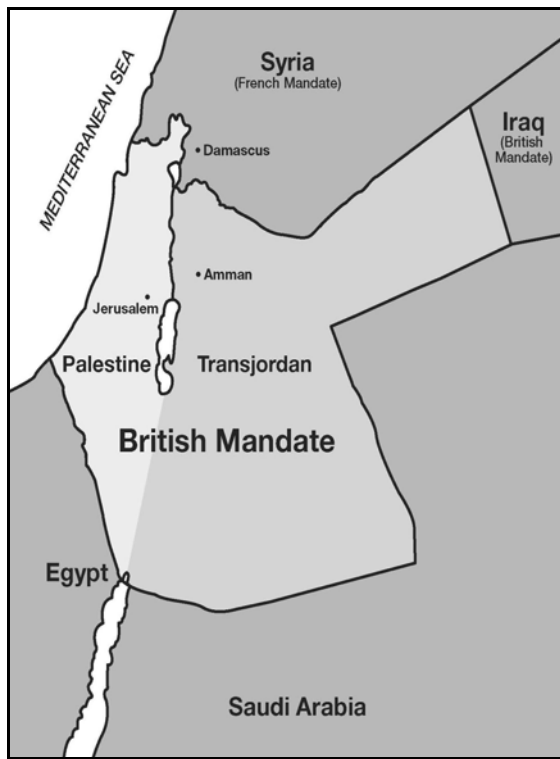 MEDITERRANEAN SEA
Syria
(French Mandate)
Iraq
(British
Mandate)
Damascus
Amman
Jerusalem
Palestine
Transjordan
British Mandate
Egypt
Saudi Arabia